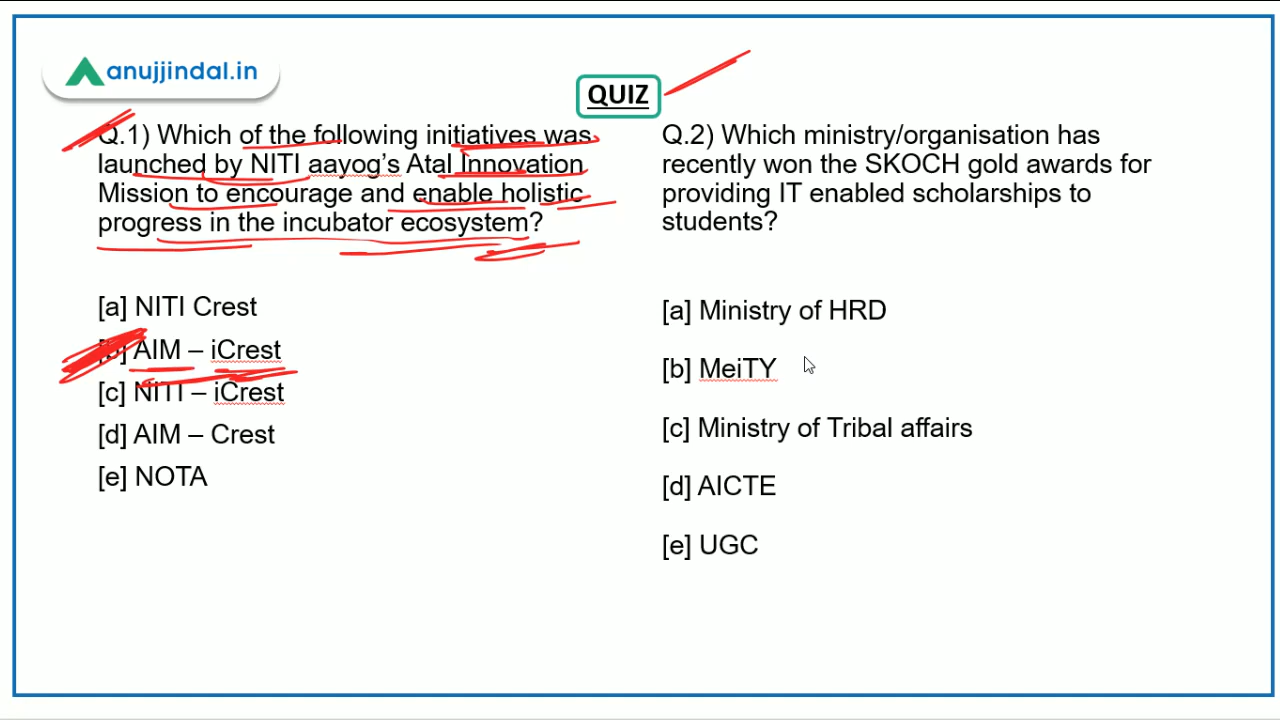 anujjindal.in
QUIZ
Q.1) Which of the following initiatives was
launched by NITI aayog's Atal Innovation
Mission to encourage and enable holistic
progress in the incubator ecosystem?
[a] NITI Crest
[b] AIM – iCrest
[c] NITI – iCrest
[d] AIM – Crest
[e] NOTA
Q.2) Which ministry/organisation has
recently won the SKOCH gold awards for
providing IT enabled scholarships to
students?
[a] Ministry of HRD
[b] MeiTY
[c] Ministry of Tribal affairs
[d] AICTE
[e] UGC